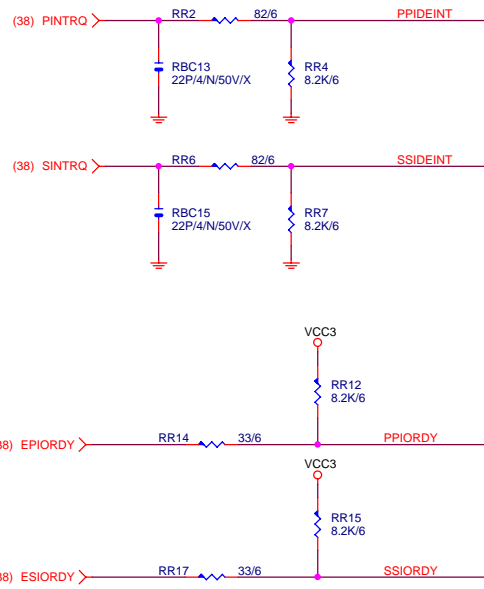 (38) PINTRQ RR2 82/6 PPIDEINT
RBC13 RR4
22P/4/N/50V/X 8.2K/6
(38) SINTRQ RR6 82/6 SSIDEINT
RBC15 RR7
22P/4/N/50V/X 8.2K/6
VCC3
RR12
8.2K/6
8) EPIORDY RR14 33/6 PPIORDY
VCC3
RR15
8.2K/6
8) ESIORDY RR17 33/6 SSIORDY